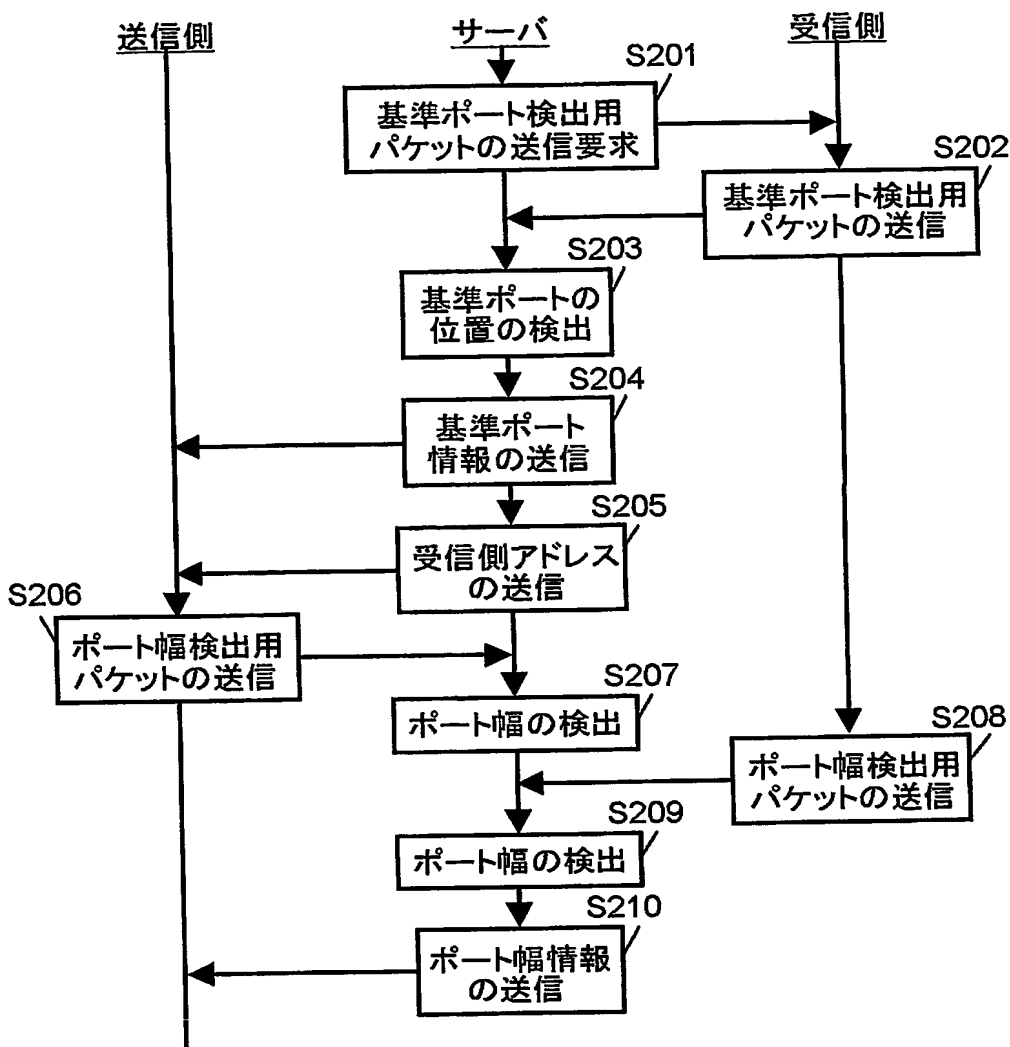 送信側
サーバ
受信側
S201
基準ポート検出用
パケットの送信要求
S202
基準ポート検出用
パケットの送信
S203
基準ポートの
位置の検出
S204
基準ポート
情報の送信
S205
受信側アドレス
の送信
S206
ポート幅検出用
パケットの送信
S207
ポート幅の検出
S208
ポート幅検出用
パケットの送信
S209
ポート幅の検出
S210
ポート幅情報
の送信